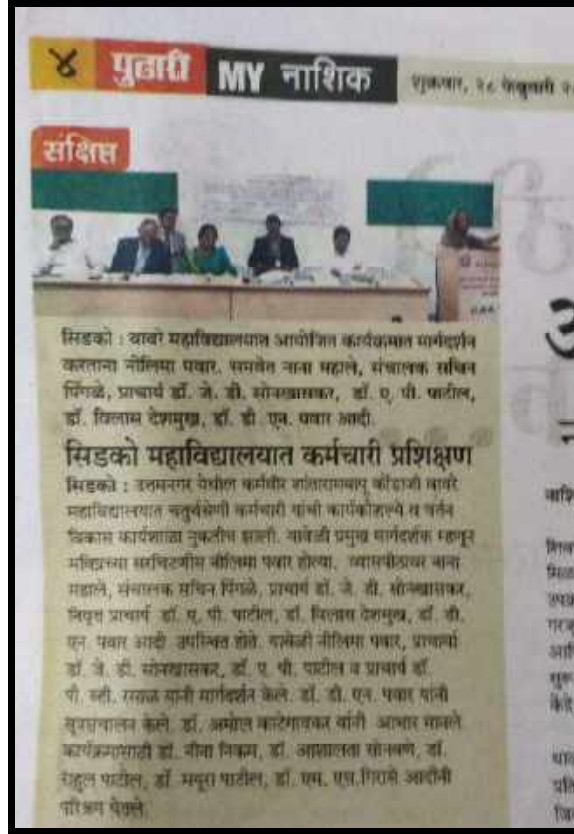 ४ पुढारी MY नाशिक शुक्रवार, २८ फेब्रुवारी
संक्षिप्त
सिडको : वावरे महाविद्यालयात आयोजित कार्यक्रमात मार्गदर्शन
करताना नीलिमा पवार. समवेत नाना महाले, संचालक सचिन
पिंगळे, प्राचार्य डॉ. जे. डी. सोनखासकर, डॉ. ए. पी. पाटील,
डॉ. विलास देशमुख, डॉ. डी. एन. पवार आदी.
सिडको महाविद्यालयात कर्मचारी प्रशिक्षण
सिडको : उत्तमनगर येथील कर्मवीर शांतारामबापू कोंडाजी वावरे
महाविद्यालयात चतुर्थश्रेणी कर्मचारी यांची कार्यकौशल्ये व वर्तन
विकास कार्यशाळा नुकतीच झाली. यावेळी प्रमुख मार्गदर्शक म्हणून
मविप्रच्या सरचिटणीस नीलिमा पवार होत्या. व्यासपीठावर नाना
महाले, संचालक सचिन पिंगळे, प्राचार्य डॉ. जे. डी. सोनखासकर,
निवृत्त प्राचार्य डॉ. ए. पी. पाटील, डॉ. विलास देशमुख, डॉ. डी.
एन. पवार आदी उपस्थित होते. यावेळी नीलिमा पवार, प्राचार्य
डॉ. जे. डी. सोनखासकर, डॉ. ए. पी. पाटील व प्राचार्य डॉ.
पी. व्ही. रसाळ यांनी मार्गदर्शन केले. डॉ. डी. एन. पवार यांनी
सूत्रसंचालन केले. डॉ. अमोल काटेगावकर यांनी आभार मानले.
कार्यक्रमासाठी डॉ. नीना निकम, डॉ. आशालता सोनवणे, डॉ.
राहुल पाटील, डॉ. मयूरा पाटील, डॉ. एम. एस.गिरासे आदींनी
परिश्रम घेतले.